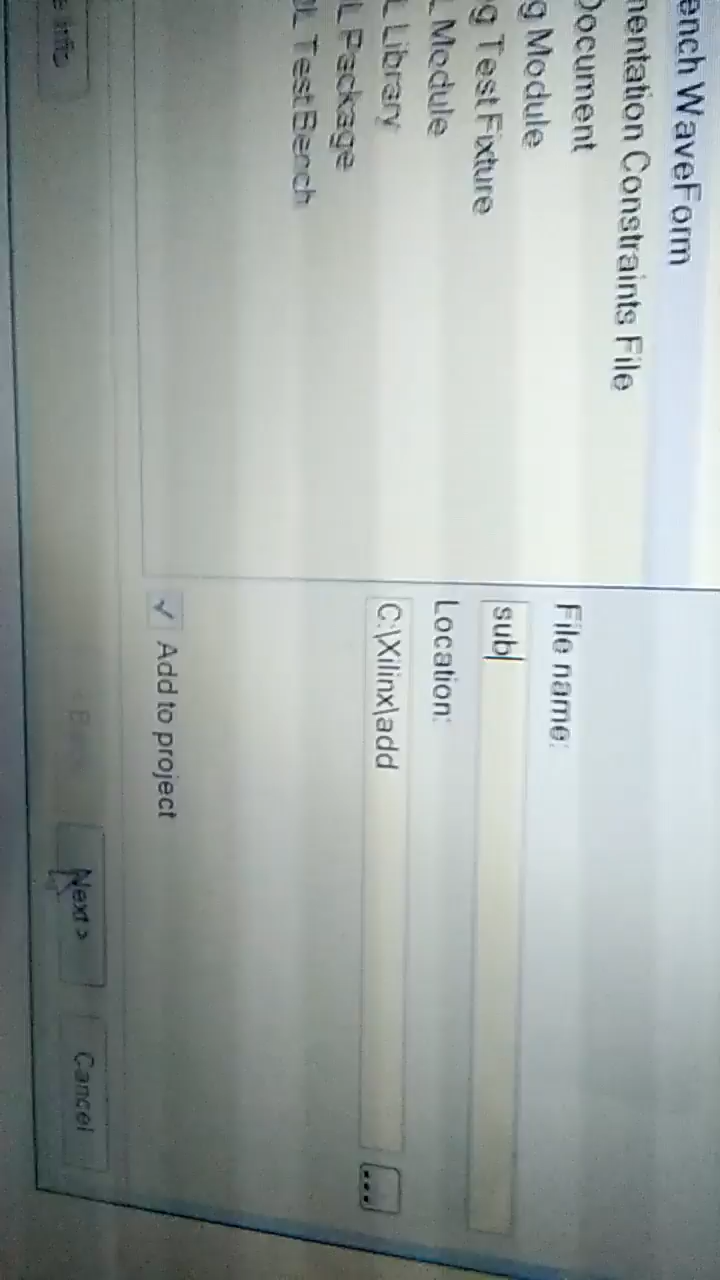 ench WaveForm
mentation Constraints File
Document
g Module
g Test Fixture
L Module
L Library
L Package
L Test Bench
File name:
sub
Location:
C:\Xilinx\add
...
Add to project
Next >
Cancel